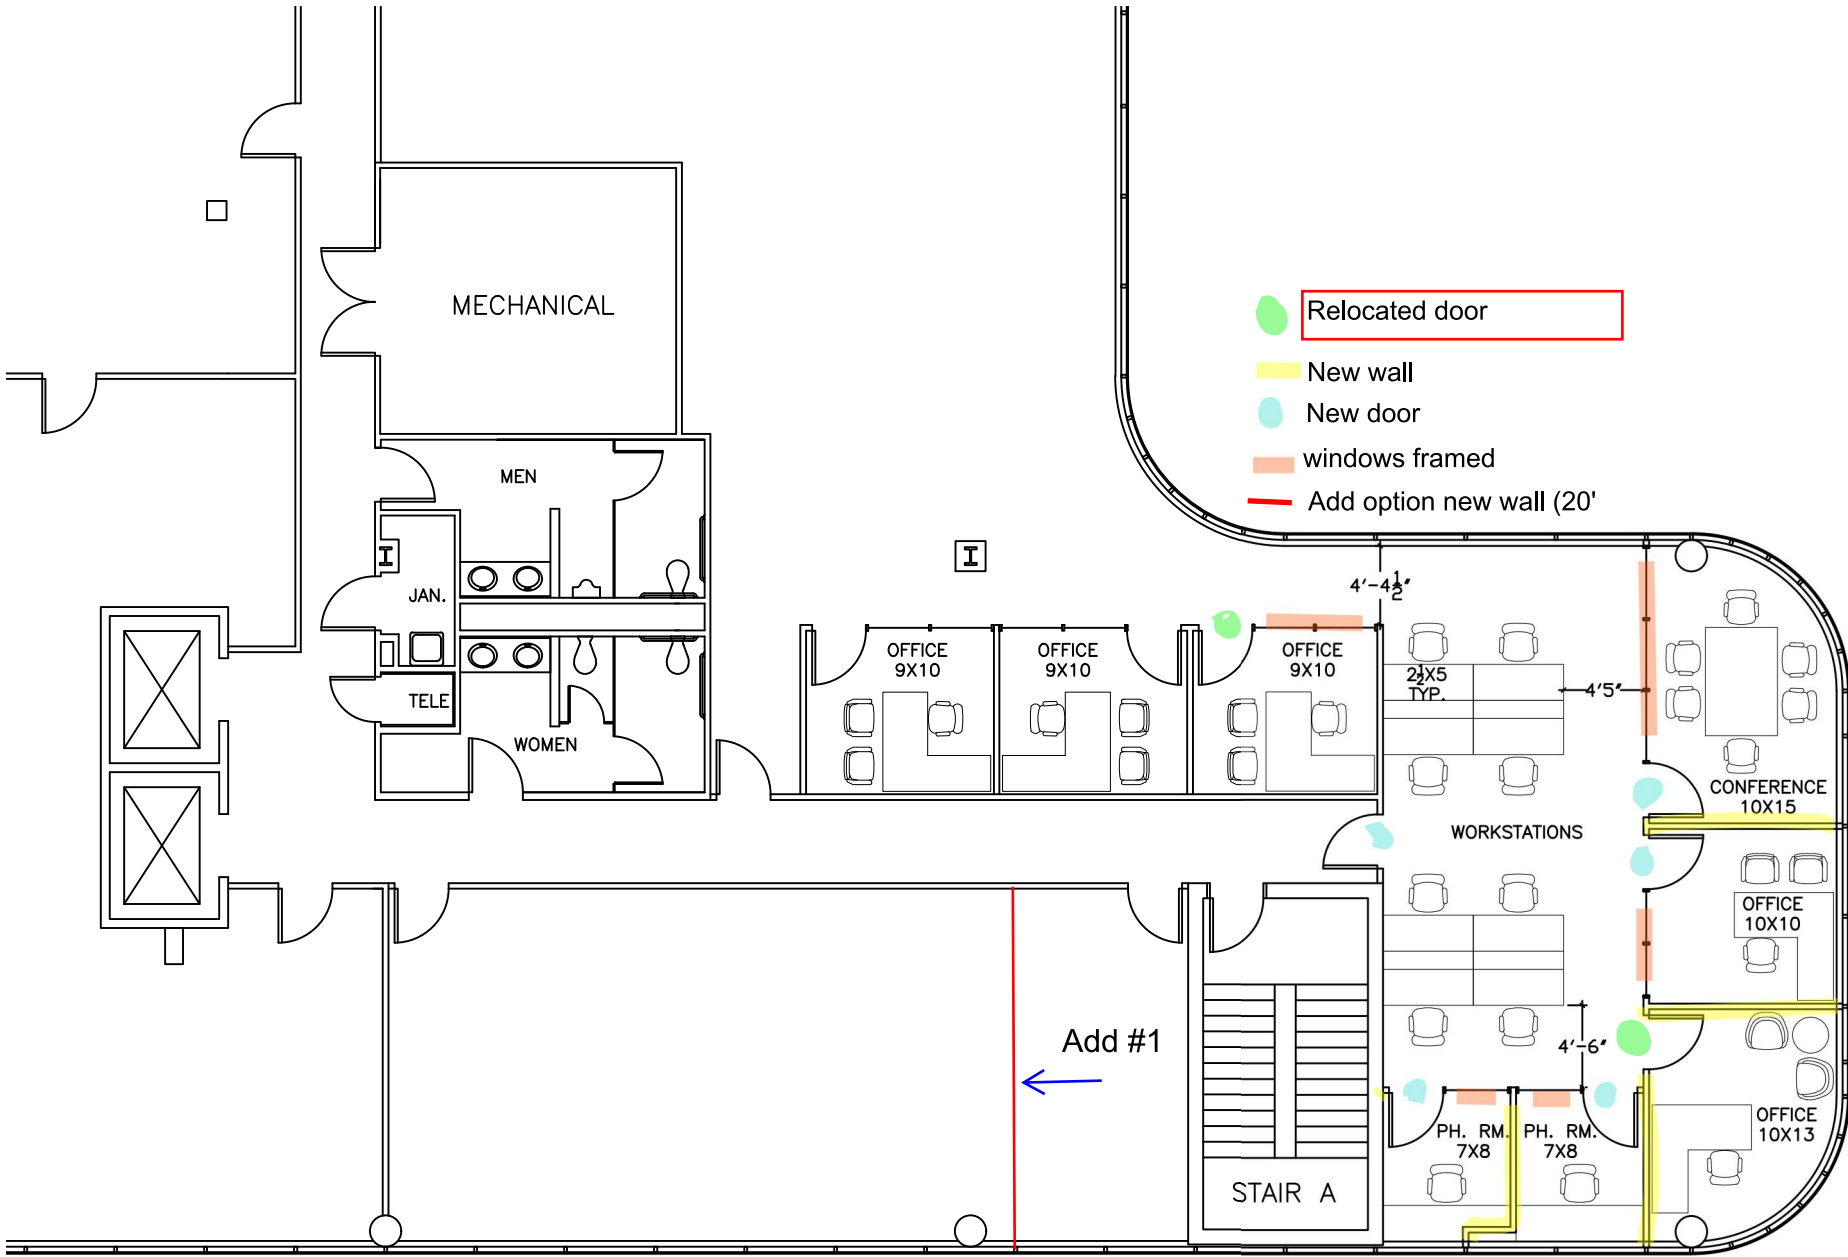 MECHANICAL
Relocated door
New wall
New door
windows framed
Add option new wall (20'
MEN
JAN.
TELE
WOMEN
OFFICE
9X10
OFFICE
9X10
OFFICE
9X10
4'-4½"
2½X5
TYP.
4'5"
CONFERENCE
10X15
WORKSTATIONS
OFFICE
10X10
4'-6"
Add #1
PH. RM.
7X8
PH. RM.
7X8
OFFICE
10X13
STAIR A